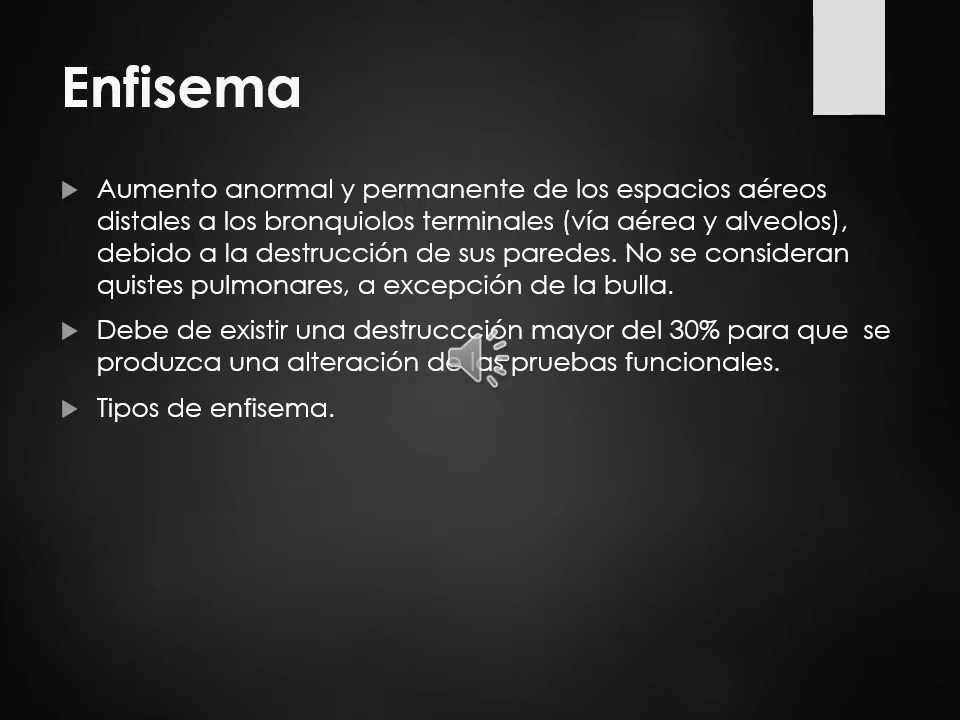 Enfisema
Aumento anormal y permanente de los espacios aéreos
distales a los bronquiolos terminales (vía aérea y alveolos),
debido a la destrucción de sus paredes. No se consideran
quistes pulmonares, a excepción de la bulla.
Debe de existir una destruccción mayor del 30% para que  se
produzca una alteración de las pruebas funcionales.
Tipos de enfisema.